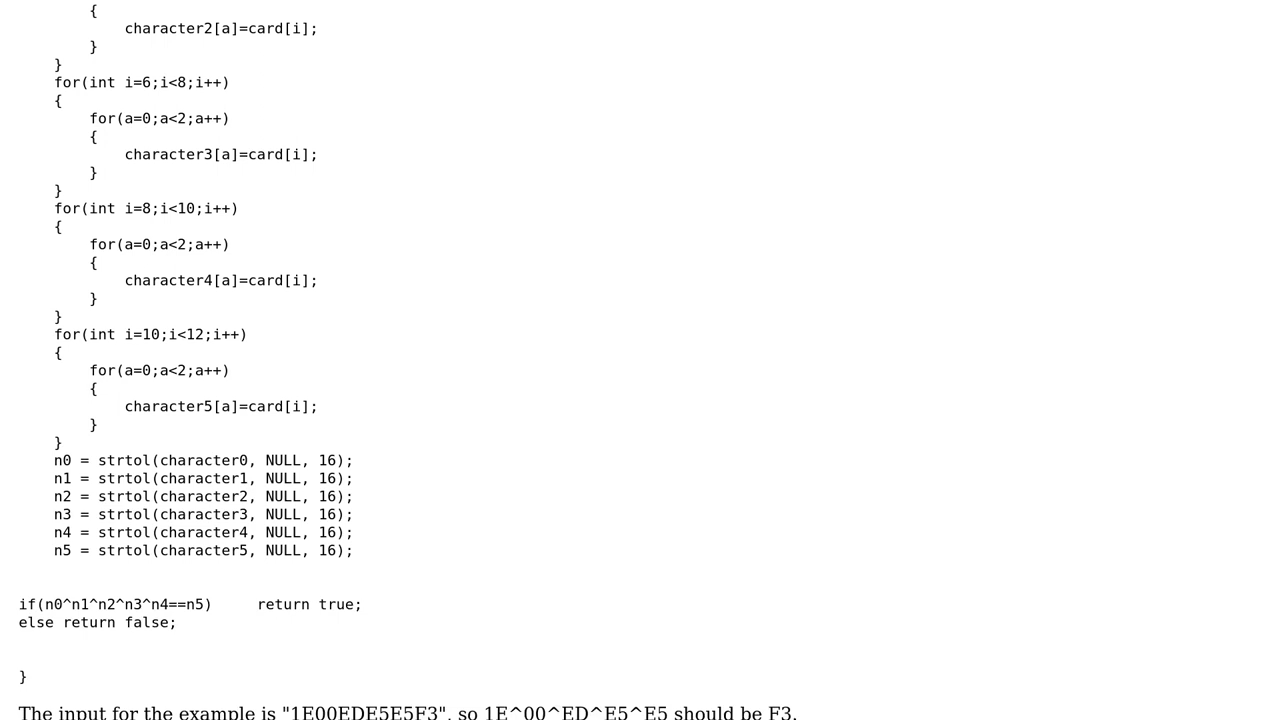 {
character2[a]=card[i];
}
}
for(int i=6;i<8;i++)
{
for(a=0;a<2;a++)
{
character3[a]=card[i];
}
}
for(int i=8;i<10;i++)
{
for(a=0;a<2;a++)
{
character4[a]=card[i];
}
}
for(int i=10;i<12;i++)
{
for(a=0;a<2;a++)
{
character5[a]=card[i];
}
}
n0 = strtol(character0, NULL, 16);
n1 = strtol(character1, NULL, 16);
n2 = strtol(character2, NULL, 16);
n3 = strtol(character3, NULL, 16);
n4 = strtol(character4, NULL, 16);
n5 = strtol(character5, NULL, 16);
if(n0^n1^n2^n3^n4==n5)     return true;
else return false;
}
The input for the example is "1E00EDE5E5F3", so 1E^00^ED^E5^E5 should be F3.